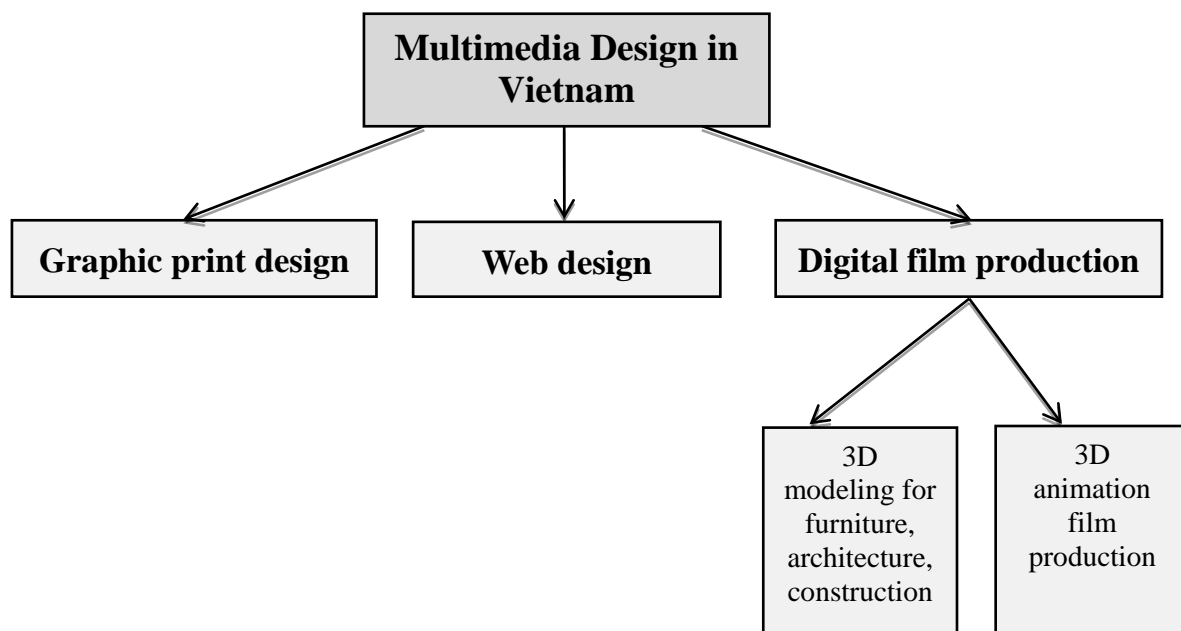 Multimedia Design in
Vietnam
Graphic print design
Web design
Digital film production
3D
modeling for
furniture,
architecture,
construction
3D
animation
film
production